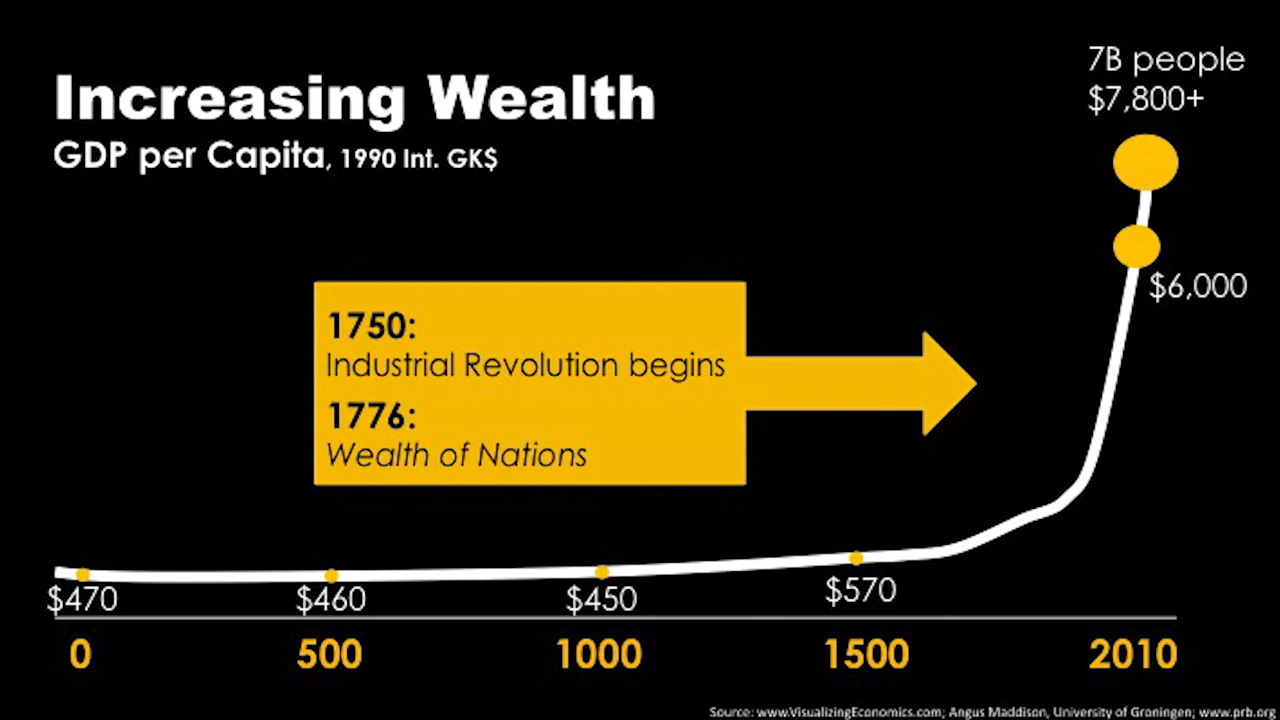 7B people
$7,800+
Increasing Wealth
GDP per Capita, 1990 Int. GK$
$6,000
1750:
Industrial Revolution begins
1776:
Wealth of Nations
$470 $460 $450 $570
0 500 1000 1500 2010
Source: www.VisualizingEconomics.com; Angus Maddison, University of Groningen; www.prb.org